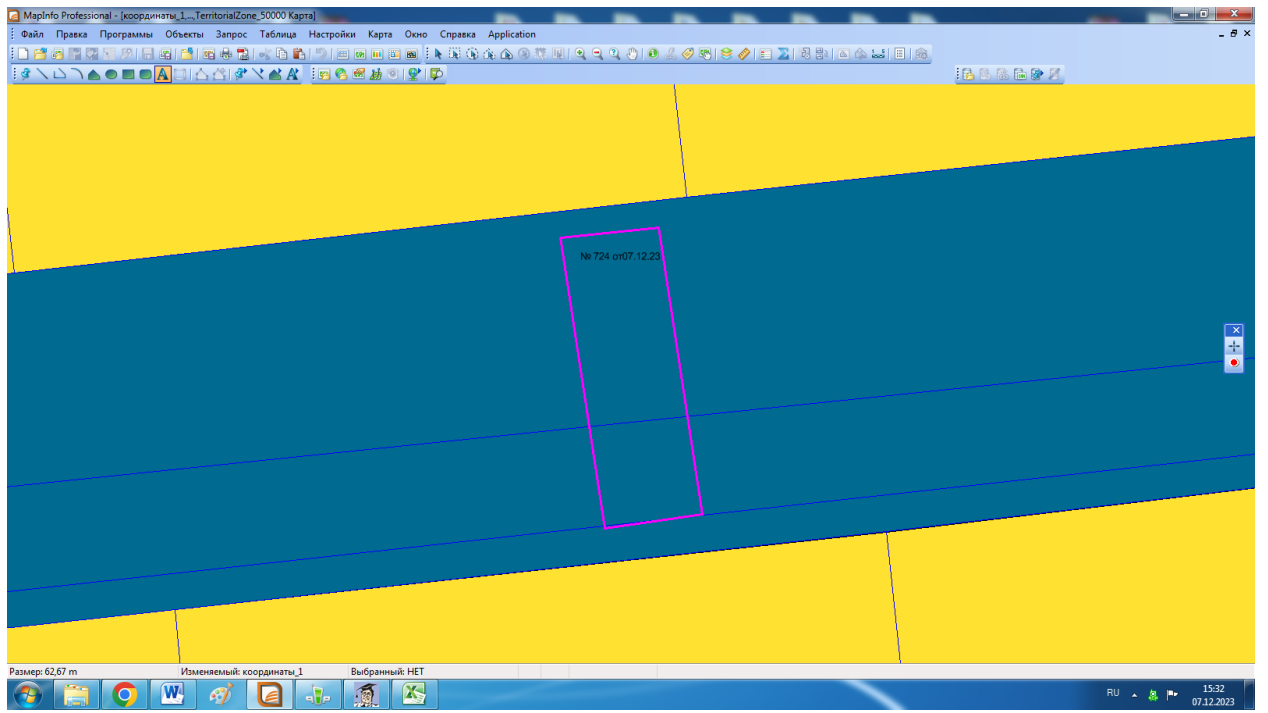 MapInfo Professional - [координаты_1,...,TerritorialZone_50000 Карта]
Файл Правка Программы Объекты Запрос Таблица Настройки Карта Окно Справка Application
№ 724 от07.12.23
Размер: 62,67 m Изменяемый: координаты_1 Выбранный: НЕТ
RU 15:32
07.12.2023